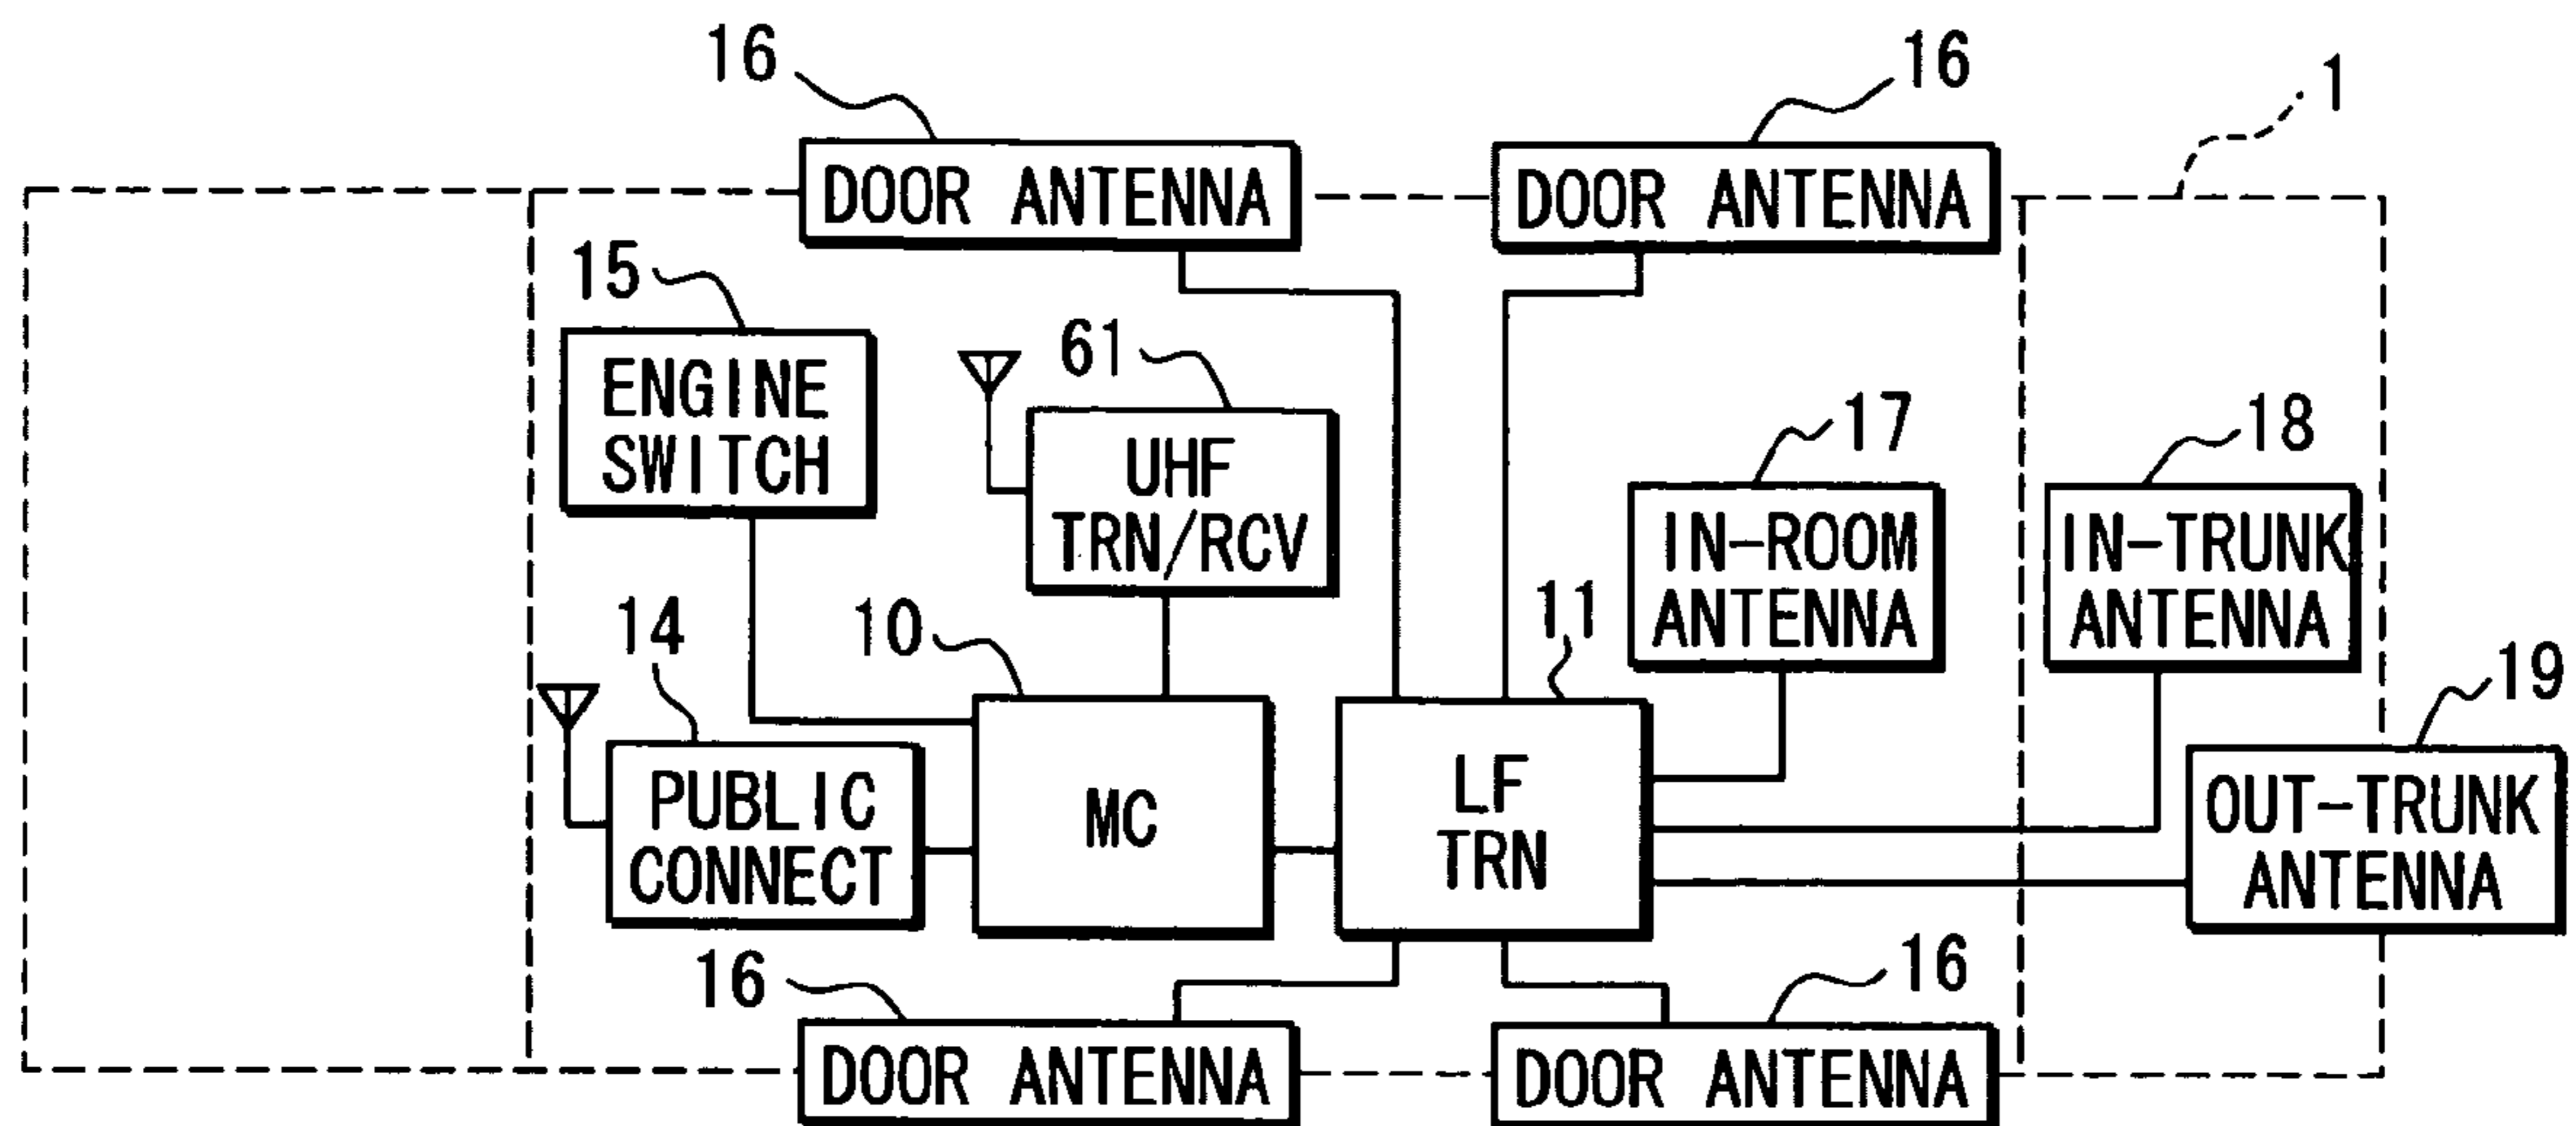 16
16
1
DOOR ANTENNA
DOOR ANTENNA
15
61
ENGINE
SWITCH
UHF
TRN/RCV
17
18
IN-ROOM
ANTENNA
IN-TRUNK
ANTENNA
14
10
11
19
PUBLIC
CONNECT
MC
LF
TRN
OUT-TRUNK
ANTENNA
16
16
DOOR ANTENNA
DOOR ANTENNA